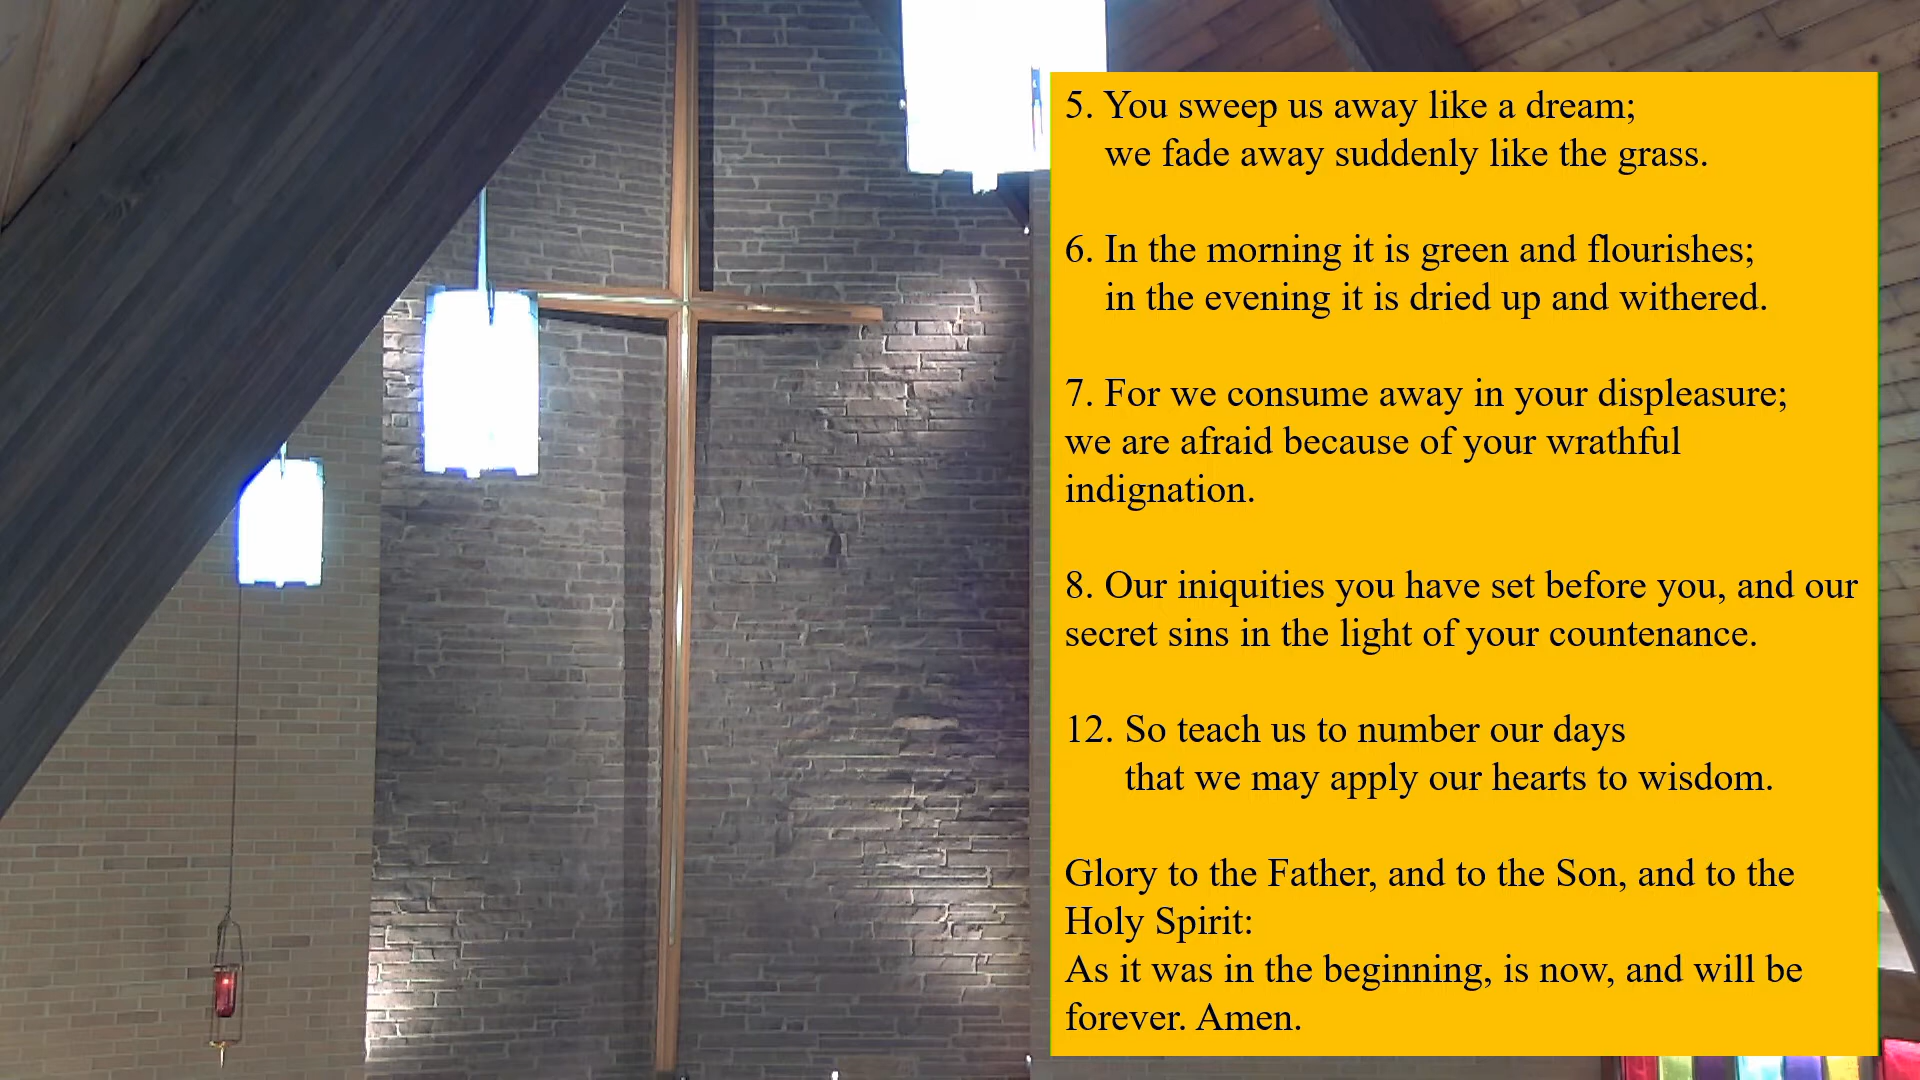 5. You sweep us away like a dream;
we fade away suddenly like the grass.
6. In the morning it is green and flourishes;
in the evening it is dried up and withered.
7. For we consume away in your displeasure;
we are afraid because of your wrathful
indignation.
8. Our iniquities you have set before you, and our
secret sins in the light of your countenance.
12. So teach us to number our days
that we may apply our hearts to wisdom.
Glory to the Father, and to the Son, and to the
Holy Spirit:
As it was in the beginning, is now, and will be
forever. Amen.